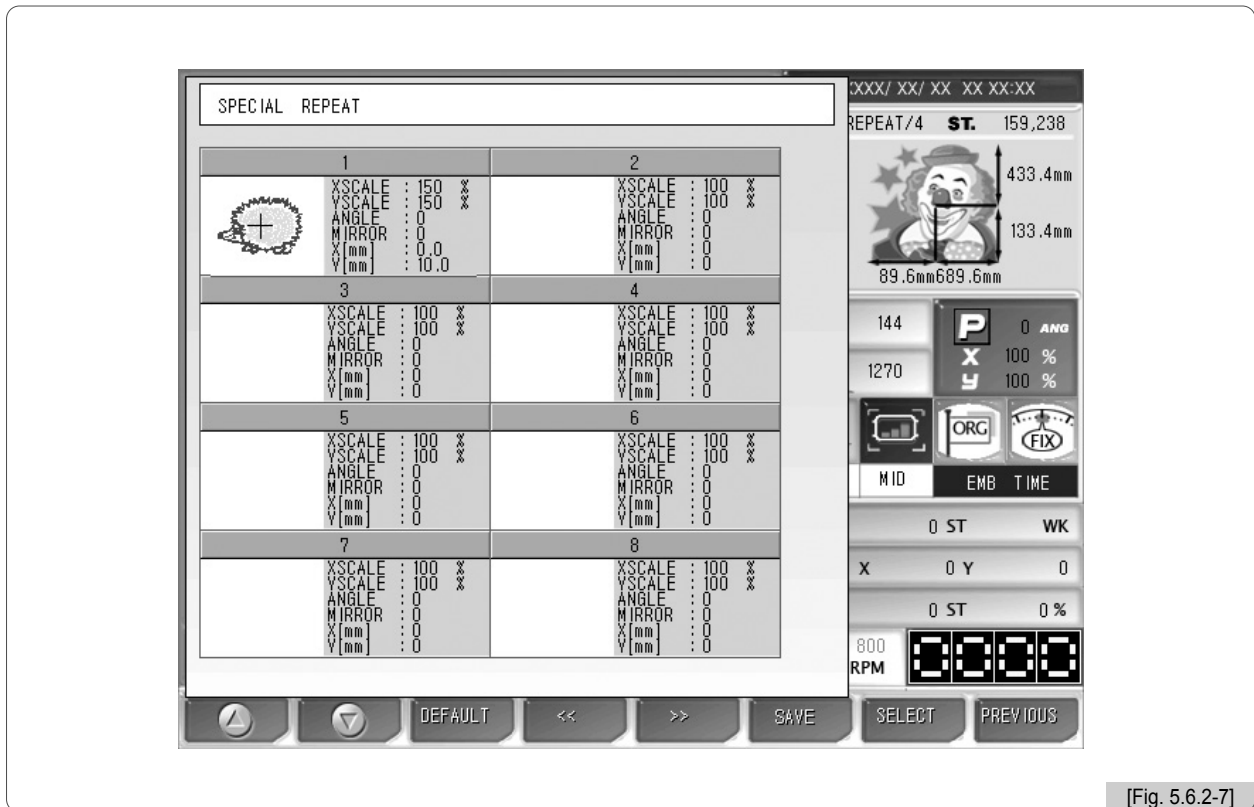 SPECIAL REPEAT
XXX/ XX/ XX XX XX:XX
REPEAT/4 ST. 159,238
433.4mm
133.4mm
89.6mm689.6mm
1
XSCALE : 150 %
YSCALE : 150 %
ANGLE : 0
MIRROR : 0
X[mm] : 0.0
Y[mm] : 10.0
2
XSCALE : 100 %
YSCALE : 100 %
ANGLE : 0
MIRROR : 0
X[mm] : 0
Y[mm] : 0
3
XSCALE : 100 %
YSCALE : 100 %
ANGLE : 0
MIRROR : 0
X[mm] : 0
Y[mm] : 0
4
XSCALE : 100 %
YSCALE : 100 %
ANGLE : 0
MIRROR : 0
X[mm] : 0
Y[mm] : 0
5
XSCALE : 100 %
YSCALE : 100 %
ANGLE : 0
MIRROR : 0
X[mm] : 0
Y[mm] : 0
6
XSCALE : 100 %
YSCALE : 100 %
ANGLE : 0
MIRROR : 0
X[mm] : 0
Y[mm] : 0
7
XSCALE : 100 %
YSCALE : 100 %
ANGLE : 0
MIRROR : 0
X[mm] : 0
Y[mm] : 0
8
XSCALE : 100 %
YSCALE : 100 %
ANGLE : 0
MIRROR : 0
X[mm] : 0
Y[mm] : 0
144
1270
P 0 ANG
X 100 %
y 100 %
ORG
FIX
MID
EMB TIME
0 ST WK
X 0 Y 0
0 ST 0 %
800
RPM
0000
DEFAULT << >> SAVE SELECT PREVIOUS
[Fig. 5.6.2-7]